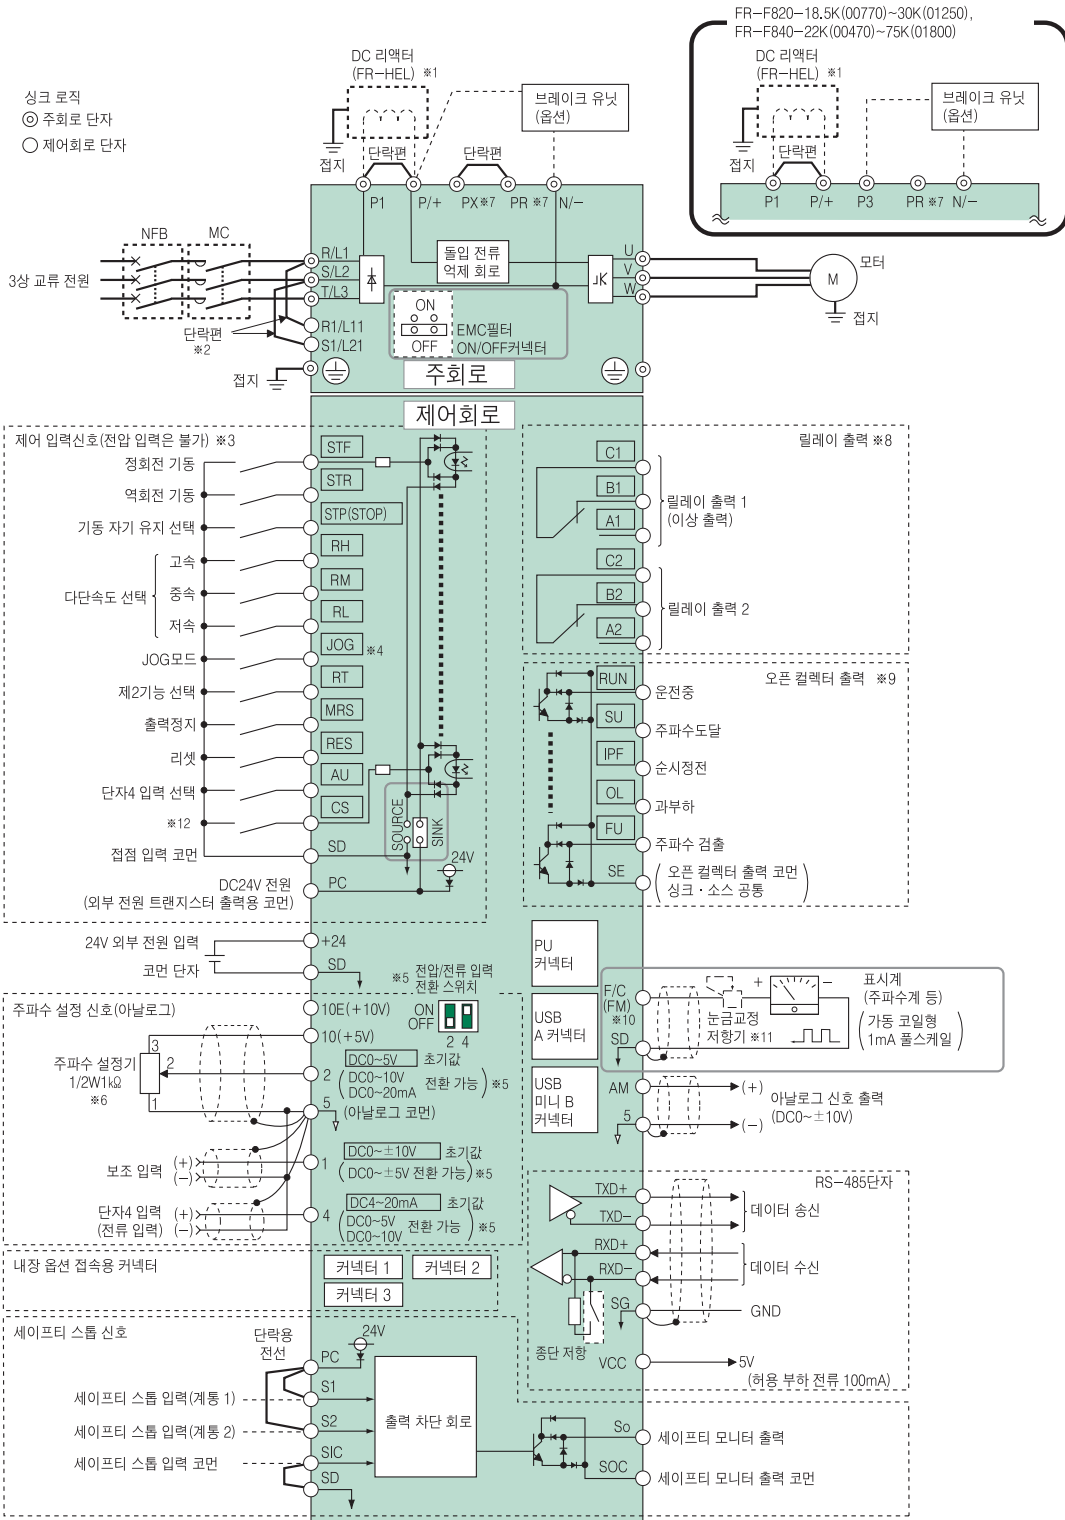 FR-F820-18.5K(00770)~30K(01250),
FR-F840-22K(00470)~75K(01800)
DC 리액터
(FR-HEL) ※1
브레이크 유닛
(옵션)
접지
단락편
P1
P/+
P3
PR ※7
N/-
싱크 로직
주회로 단자
제어회로 단자
DC 리액터
(FR-HEL) ※1
브레이크 유닛
(옵션)
접지
단락편
단락편
P1
P/+
PX ※7
PR ※7
N/-
NFB
MC
3상 교류 전원
R/L1
S/L2
T/L3
R1/L11
S1/L21
단락편
※2
접지
돌입 전류
억제 회로
ON
OFF
EMC필터
ON/OFF커넥터
U
V
W
M
모터
접지
주회로
제어회로
제어 입력신호(전압 입력은 불가) ※3
정회전 기동
STF
역회전 기동
STR
기동 자기 유지 선택
STP(STOP)
다단속도 선택
고속
RH
중속
RM
저속
RL
JOG모드
JOG ※4
제2기능 선택
RT
출력정지
MRS
리셋
RES
단자4 입력 선택
AU
※12
CS
접점 입력 코먼
SD
SOURCE
SINK
24V
DC24V 전원
(외부 전원 트랜지스터 출력용 코먼)
PC
릴레이 출력 ※8
C1
B1
A1
릴레이 출력 1
(이상 출력)
C2
B2
A2
릴레이 출력 2
오픈 컬렉터 출력 ※9
RUN
운전중
SU
주파수도달
IPF
순시정전
OL
과부하
FU
주파수 검출
SE
오픈 컬렉터 출력 코먼
싱크・소스 공통
24V 외부 전원 입력
+24
코먼 단자
SD
※5 전압/전류 입력
전환 스위치
ON
OFF
2 4
주파수 설정 신호(아날로그)
10E(+10V)
10(+5V)
주파수 설정기
1/2W1kΩ
※6
3
2
1
2
DC0~5V 초기값
(DC0~10V
DC0~20mA 전환 가능) ※5
5
(아날로그 코먼)
보조 입력
(+)
(-)
1
DC0~±10V 초기값
(DC0~±5V 전환 가능) ※5
단자4 입력
(전류 입력)
(+)
(-)
4
DC4~20mA 초기값
(DC0~5V
DC0~10V 전환 가능) ※5
PU
커넥터
USB
A 커넥터
USB
미니 B
커넥터
F/C
(FM)
※10
SD
눈금교정
저항기 ※11
+
-
표시계
(주파수계 등)
(가동 코일형
1mA 풀스케일)
AM
5
(+)
(-)
아날로그 신호 출력
(DC0~±10V)
RS-485단자
TXD+
TXD-
데이터 송신
RXD+
RXD-
데이터 수신
SG
GND
종단 저항
VCC
5V
(허용 부하 전류 100mA)
내장 옵션 접속용 커넥터
커넥터 1
커넥터 2
커넥터 3
세이프티 스톱 신호
단락용
전선
PC
24V
세이프티 스톱 입력(계통 1)
S1
세이프티 스톱 입력(계통 2)
S2
세이프티 스톱 입력 코먼
SIC
SD
출력 차단 회로
So
세이프티 모니터 출력
SOC
세이프티 모니터 출력 코먼